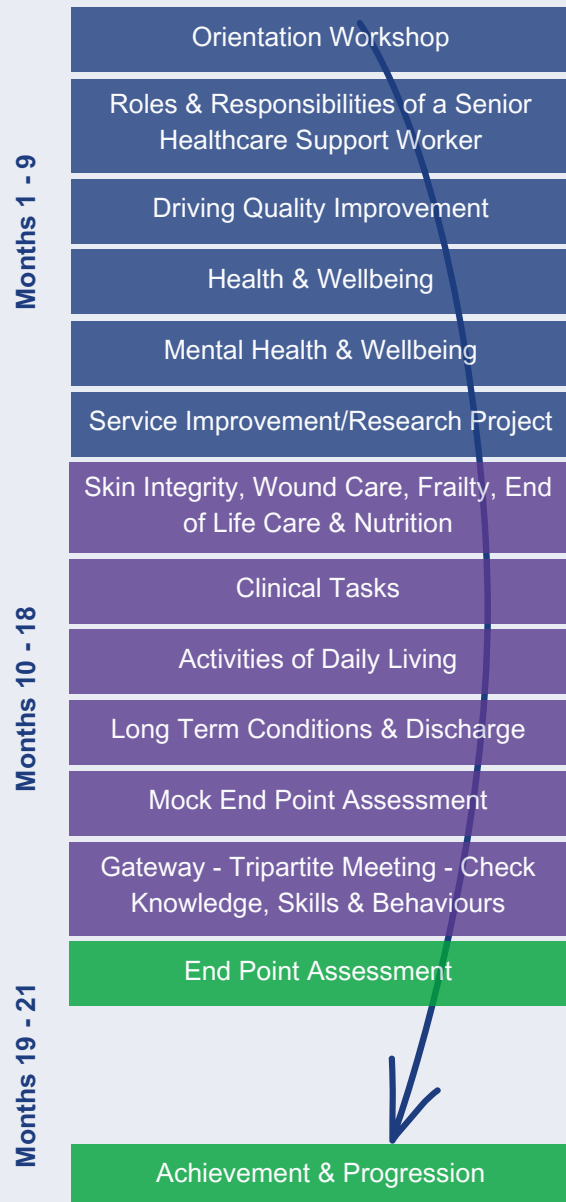 Months 1 - 9
Orientation Workshop
Roles & Responsibilities of a Senior
Healthcare Support Worker
Driving Quality Improvement
Health & Wellbeing
Mental Health & Wellbeing
Service Improvement/Research Project
Months 10 - 18
Skin Integrity, Wound Care, Frailty, End
of Life Care & Nutrition
Clinical Tasks
Activities of Daily Living
Long Term Conditions & Discharge
Mock End Point Assessment
Gateway - Tripartite Meeting - Check
Knowledge, Skills & Behaviours
Months 19 - 21
End Point Assessment
Achievement & Progression